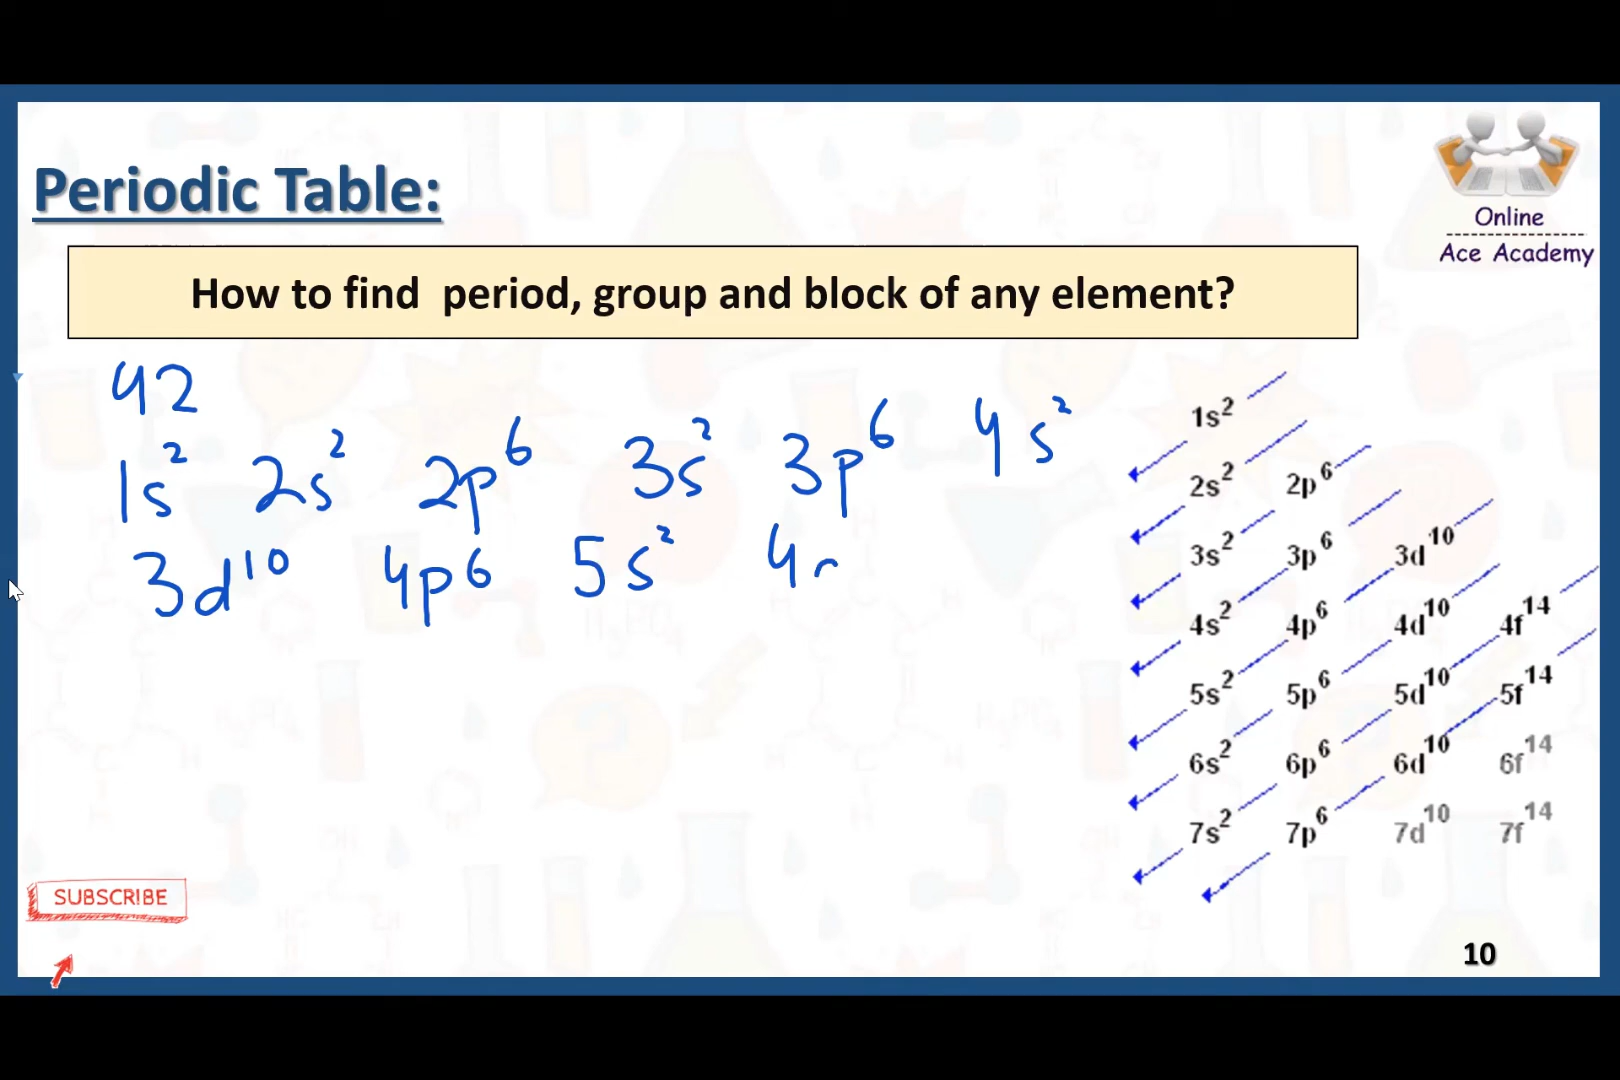 Periodic Table:
Online
Ace Academy
How to find period, group and block of any element?
42
1s² 2s² 2p⁶ 3s² 3p⁶ 4s²
3d¹⁰ 4p⁶ 5s² 4
1s²
2s² 2p⁶
3s² 3p⁶ 3d¹⁰
4s² 4p⁶ 4d¹⁰ 4f¹⁴
5s² 5p⁶ 5d¹⁰ 5f¹⁴
6s² 6p⁶ 6d¹⁰ 6f¹⁴
7s² 7p⁶ 7d¹⁰ 7f¹⁴
SUBSCRIBE
10